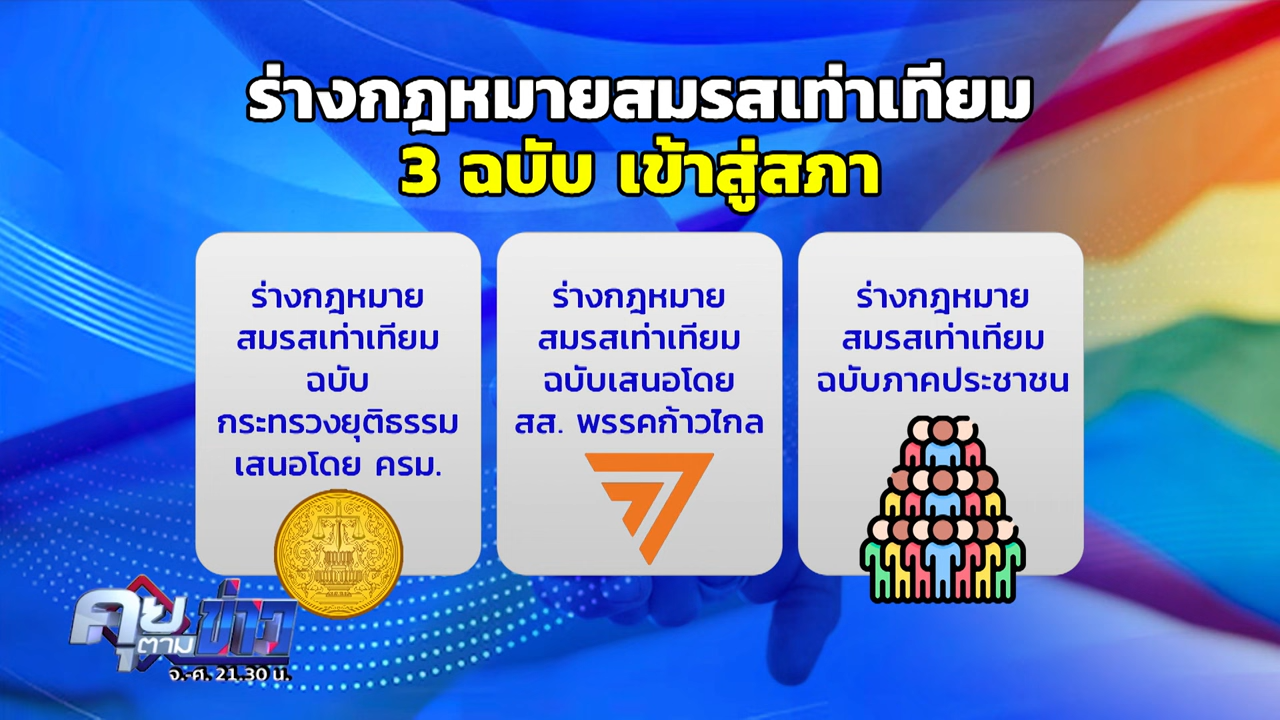 ร่างกฎหมายสมรสเท่าเทียม
3 ฉบับ เข้าสู่สภา
ร่างกฎหมาย
สมรสเท่าเทียม
ฉบับ
กระทรวงยุติธรรม
เสนอโดย ครม.
ร่างกฎหมาย
สมรสเท่าเทียม
ฉบับเสนอโดย
สส. พรรคก้าวไกล
ร่างกฎหมาย
สมรสเท่าเทียม
ฉบับภาคประชาชน
คุยตามข่าว
จ.-ศ. 21.30 น.